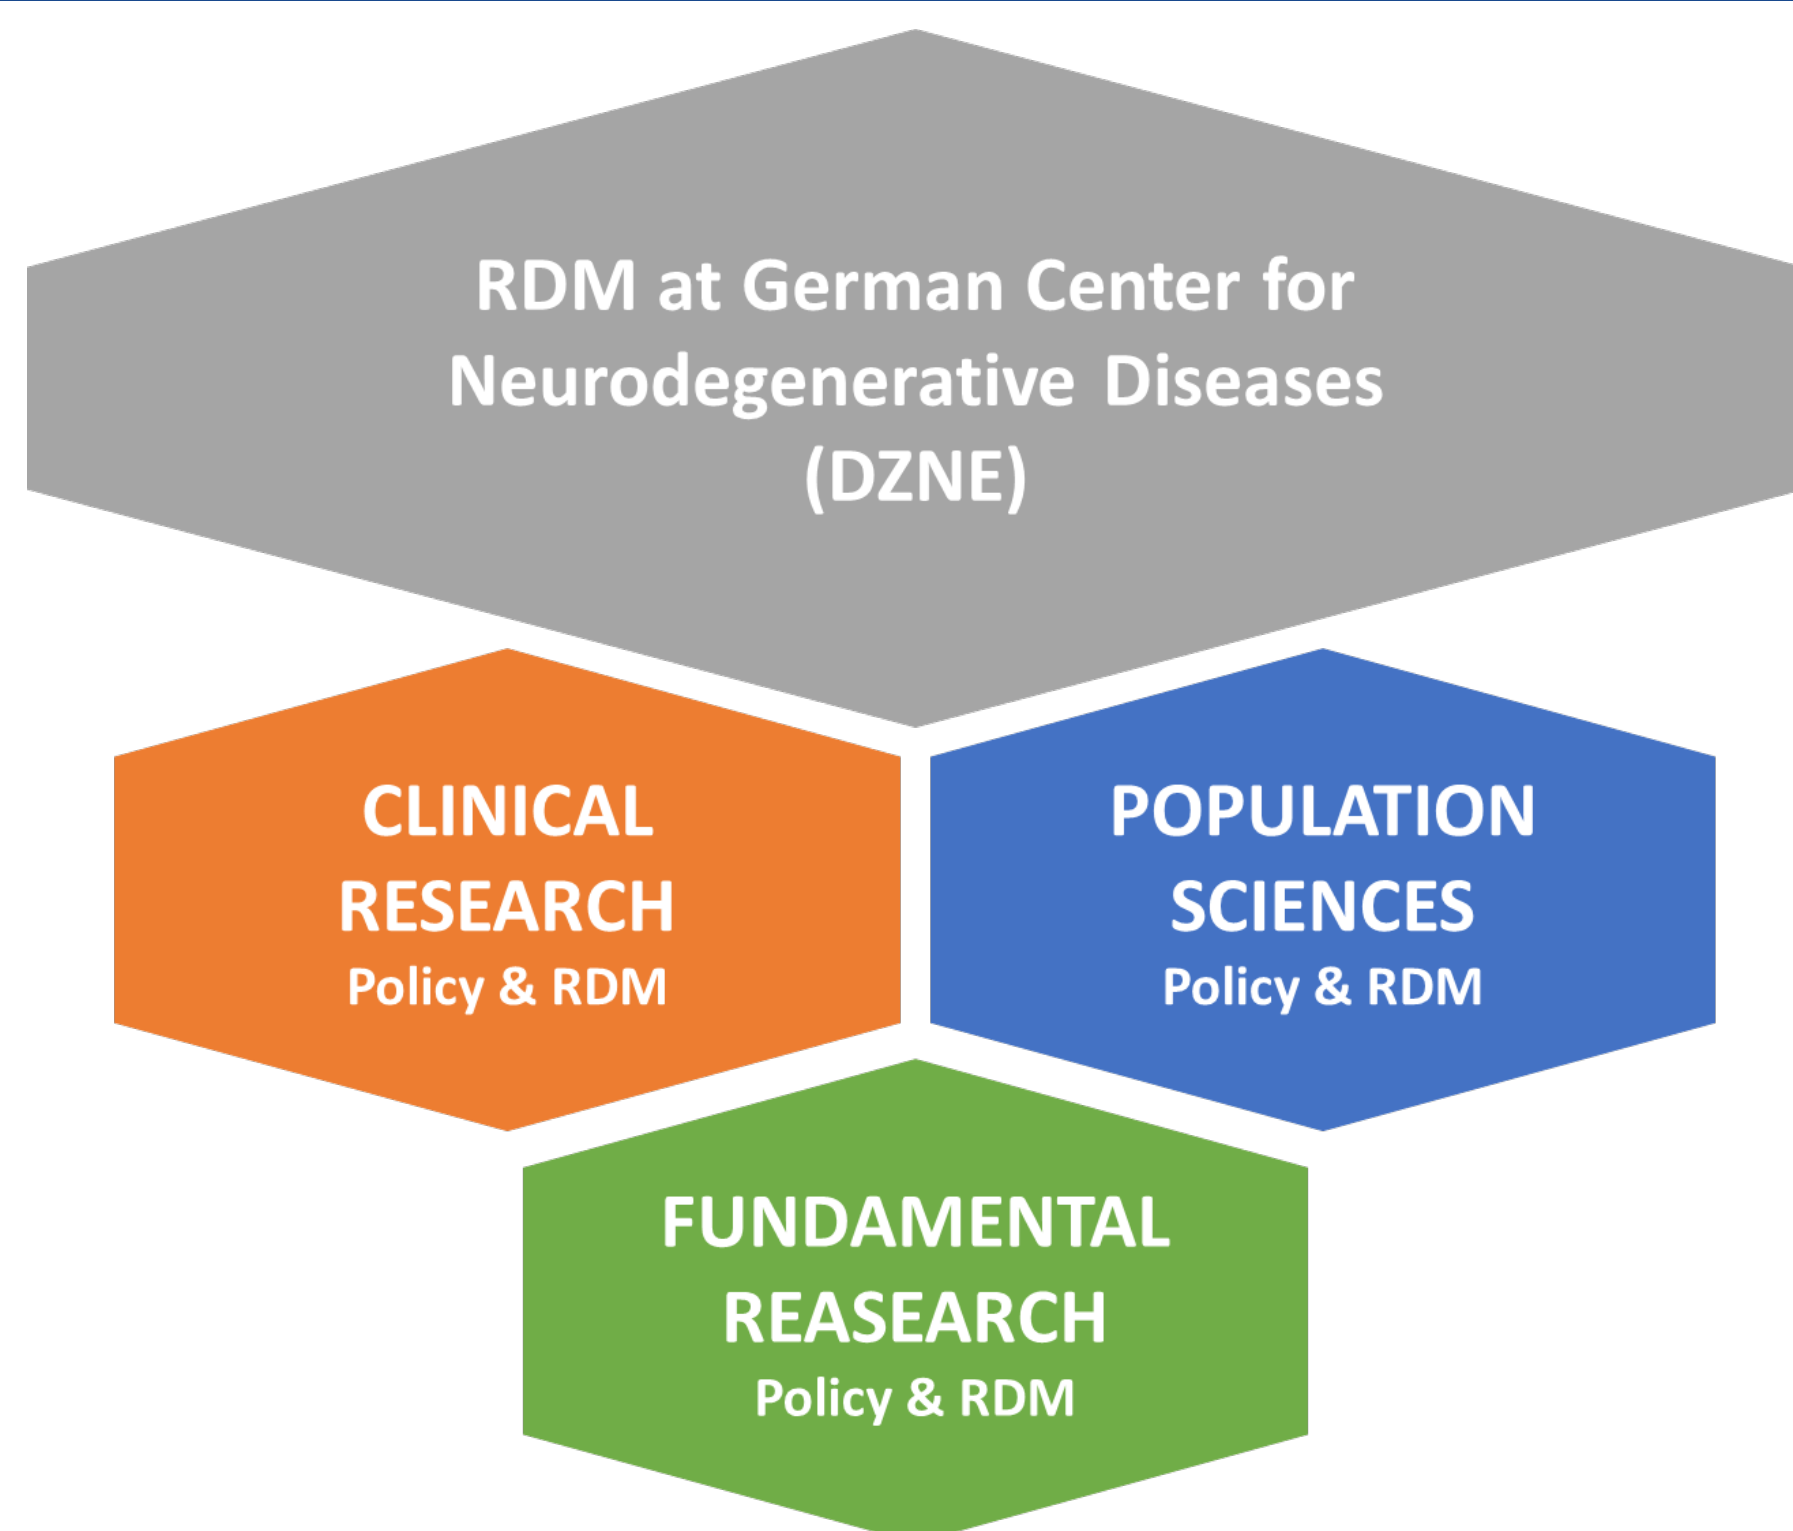 RDM at German Center for
Neurodegenerative Diseases
(DZNE)
CLINICAL
RESEARCH
Policy & RDM
POPULATION
SCIENCES
Policy & RDM
FUNDAMENTAL
REASEARCH
Policy & RDM